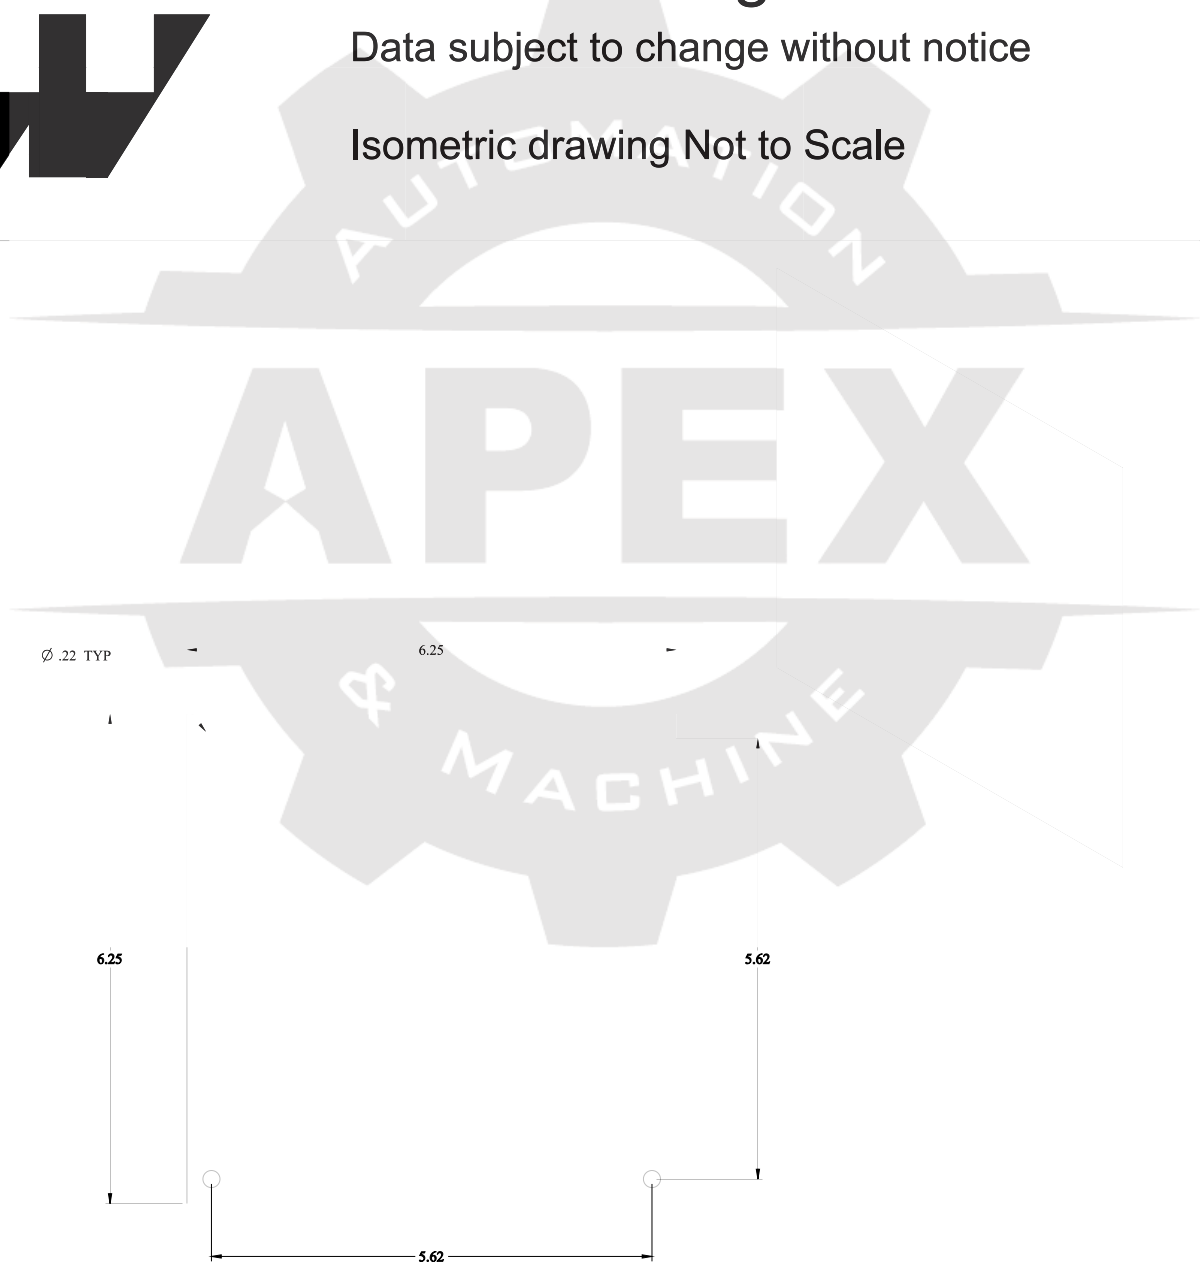 Data subject to change without notice
Isometric drawing Not to Scale
AUTOMATION
APEX
& MACHINE
Ø .22 TYP
6.25
6.25
5.62
5.62